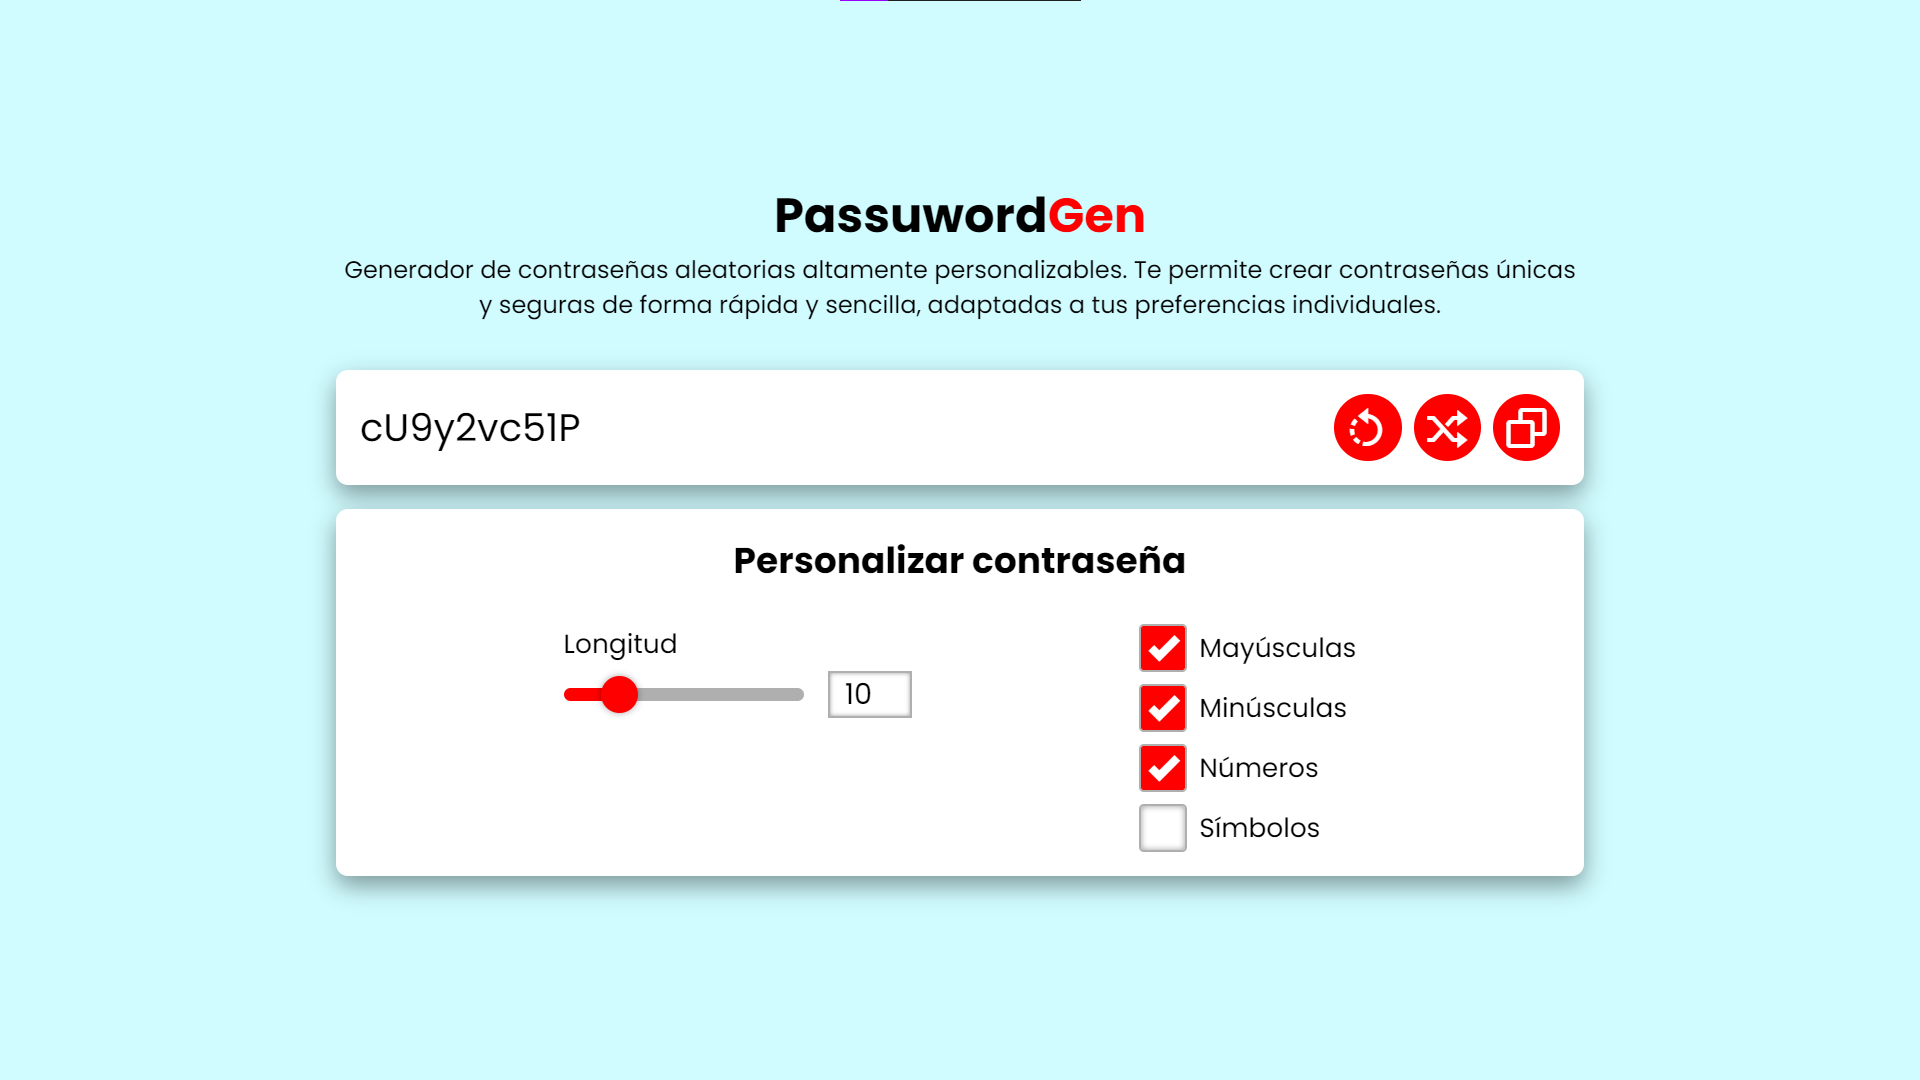 PassuwordGen
Generador de contraseñas aleatorias altamente personalizables. Te permite crear contraseñas únicas
y seguras de forma rápida y sencilla, adaptadas a tus preferencias individuales.
cU9y2vc51P
Personalizar contraseña
Longitud
10
Mayúsculas
Minúsculas
Números
Símbolos